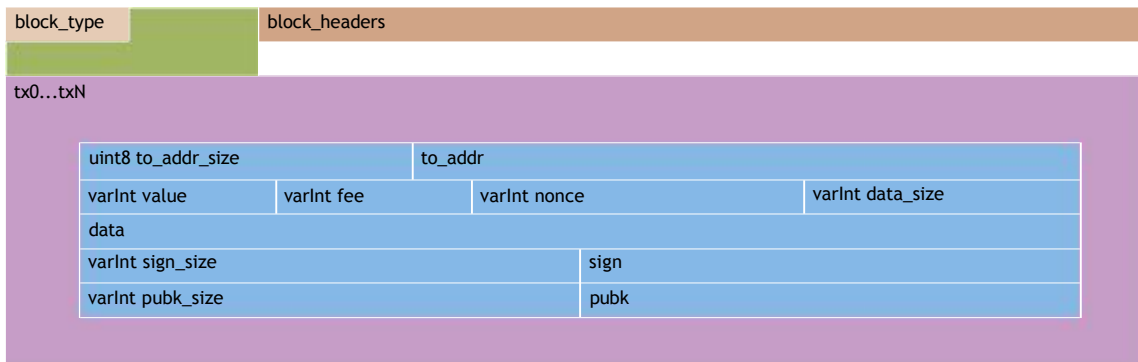 block_type block_headers
tx0...txN
uint8 to_addr_size to_addr
varInt value varInt fee varInt nonce varInt data_size
data
varInt sign_size sign
varInt pubk_size pubk